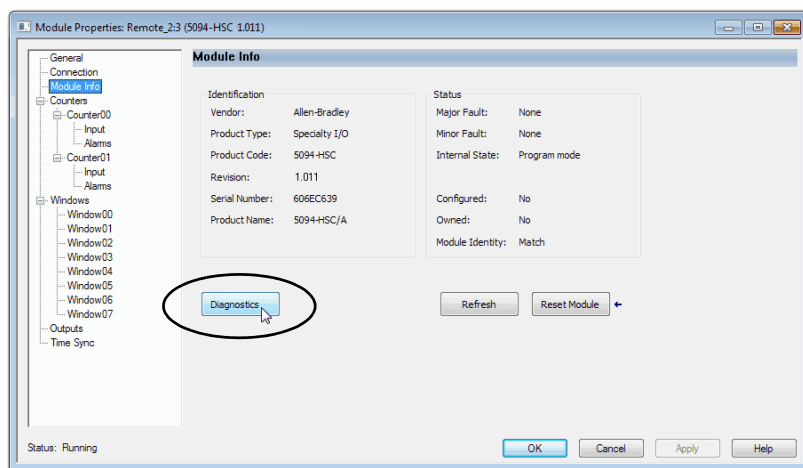 Module Properties: Remote_2:3 (5094-HSC 1.011)
General
Connection
Module Info
Counters
Counter00
Input
Alarms
Counter01
Input
Alarms
Windows
Window00
Window01
Window02
Window03
Window04
Window05
Window06
Window07
Outputs
Time Sync
Module Info
Identification
Vendor: Allen-Bradley
Product Type: Specialty I/O
Product Code: 5094-HSC
Revision: 1.011
Serial Number: 606EC639
Product Name: 5094-HSC/A
Status
Major Fault: None
Minor Fault: None
Internal State: Program mode
Configured: No
Owned: No
Module Identity: Match
Diagnostics
Refresh
Reset Module
Status: Running
OK
Cancel
Apply
Help